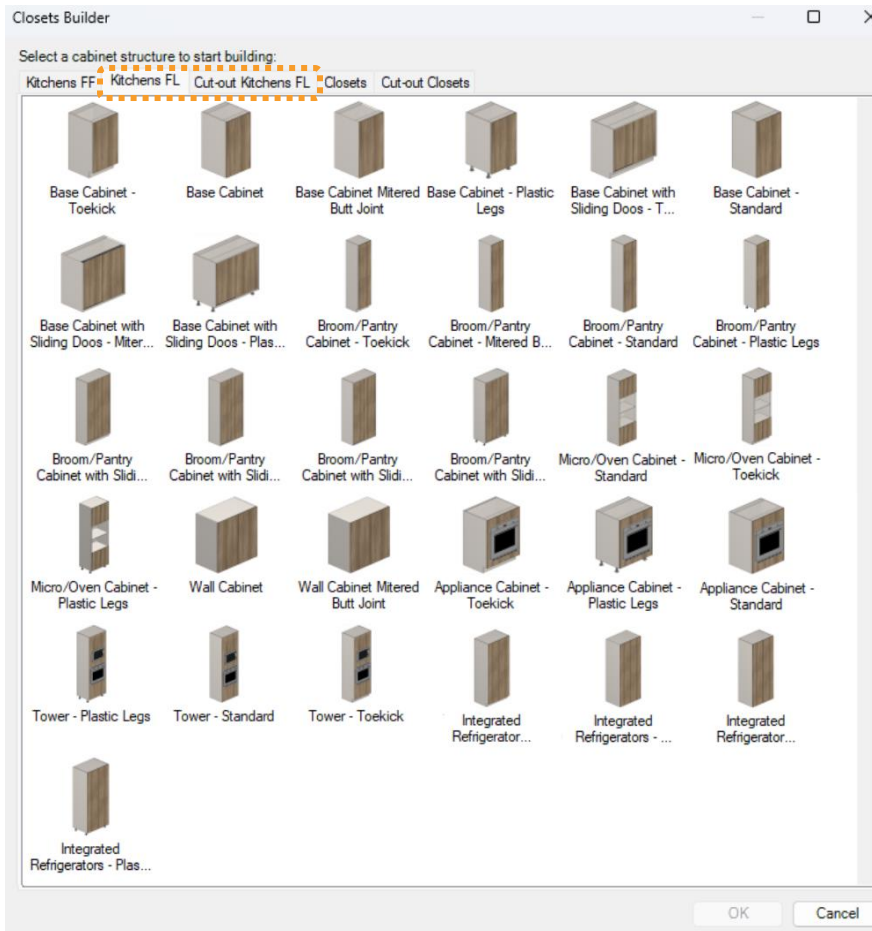 Closets Builder
Select a cabinet structure to start building:
Kitchens FF Kitchens FL Cut-out Kitchens FL Closets Cut-out Closets
Base Cabinet -
Toekick
Base Cabinet
Base Cabinet Mitered
Butt Joint
Base Cabinet - Plastic
Legs
Base Cabinet with
Sliding Doos - T...
Base Cabinet -
Standard
Base Cabinet with
Sliding Doos - Miter...
Base Cabinet with
Sliding Doos - Plas...
Broom/Pantry
Cabinet - Toekick
Broom/Pantry
Cabinet - Mitered B...
Broom/Pantry
Cabinet - Standard
Broom/Pantry
Cabinet - Plastic Legs
Broom/Pantry
Cabinet with Slidi...
Broom/Pantry
Cabinet with Slidi...
Broom/Pantry
Cabinet with Slidi...
Broom/Pantry
Cabinet with Slidi...
Micro/Oven Cabinet -
Standard
Micro/Oven Cabinet -
Toekick
Micro/Oven Cabinet -
Plastic Legs
Wall Cabinet
Wall Cabinet Mitered
Butt Joint
Appliance Cabinet -
Toekick
Appliance Cabinet -
Plastic Legs
Appliance Cabinet -
Standard
Tower - Plastic Legs
Tower - Standard
Tower - Toekick
Integrated
Refrigerator...
Integrated
Refrigerators - ...
Integrated
Refrigerator...
Integrated
Refrigerators - Plas...
OK
Cancel